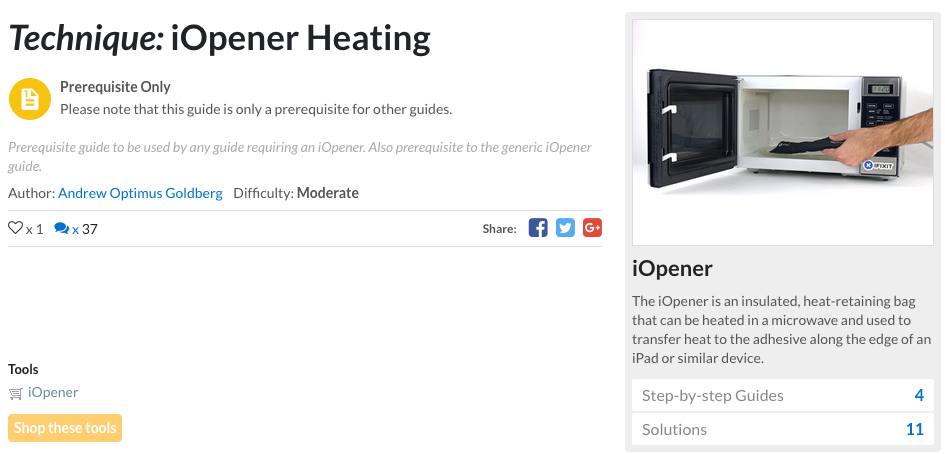 Technique: iOpener Heating
Prerequisite Only
Please note that this guide is only a prerequisite for other guides.
Prerequisite guide to be used by any guide requiring an iOpener. Also prerequisite to the generic iOpener
guide.
Author: Andrew Optimus Goldberg Difficulty: Moderate
x 1 x 37 Share:
Tools
iOpener
Shop these tools
IFIXIT
iOpener
The iOpener is an insulated, heat-retaining bag
that can be heated in a microwave and used to
transfer heat to the adhesive along the edge of an
iPad or similar device.
Step-by-step Guides 4
Solutions 11